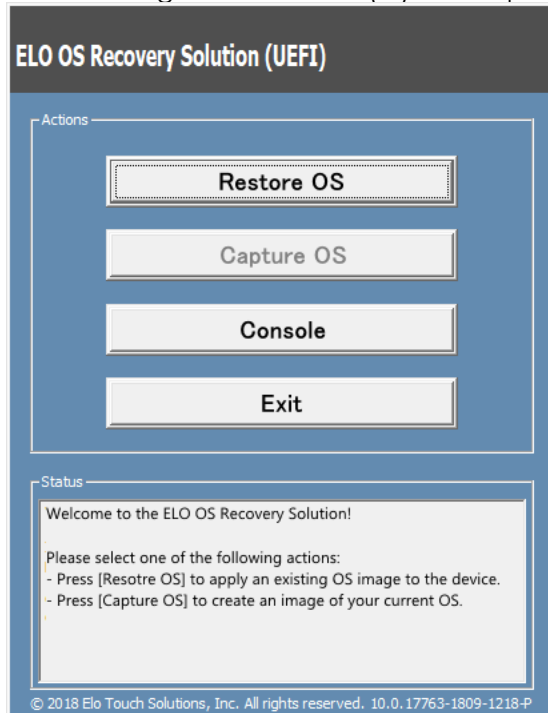 ELO OS Recovery Solution (UEFI)
Actions
Restore OS
Capture OS
Console
Exit
Status
Welcome to the ELO OS Recovery Solution!
Please select one of the following actions:
- Press [Resotre OS] to apply an existing OS image to the device.
- Press [Capture OS] to create an image of your current OS.
© 2018 Elo Touch Solutions, Inc. All rights reserved. 10.0.17763-1809-1218-P